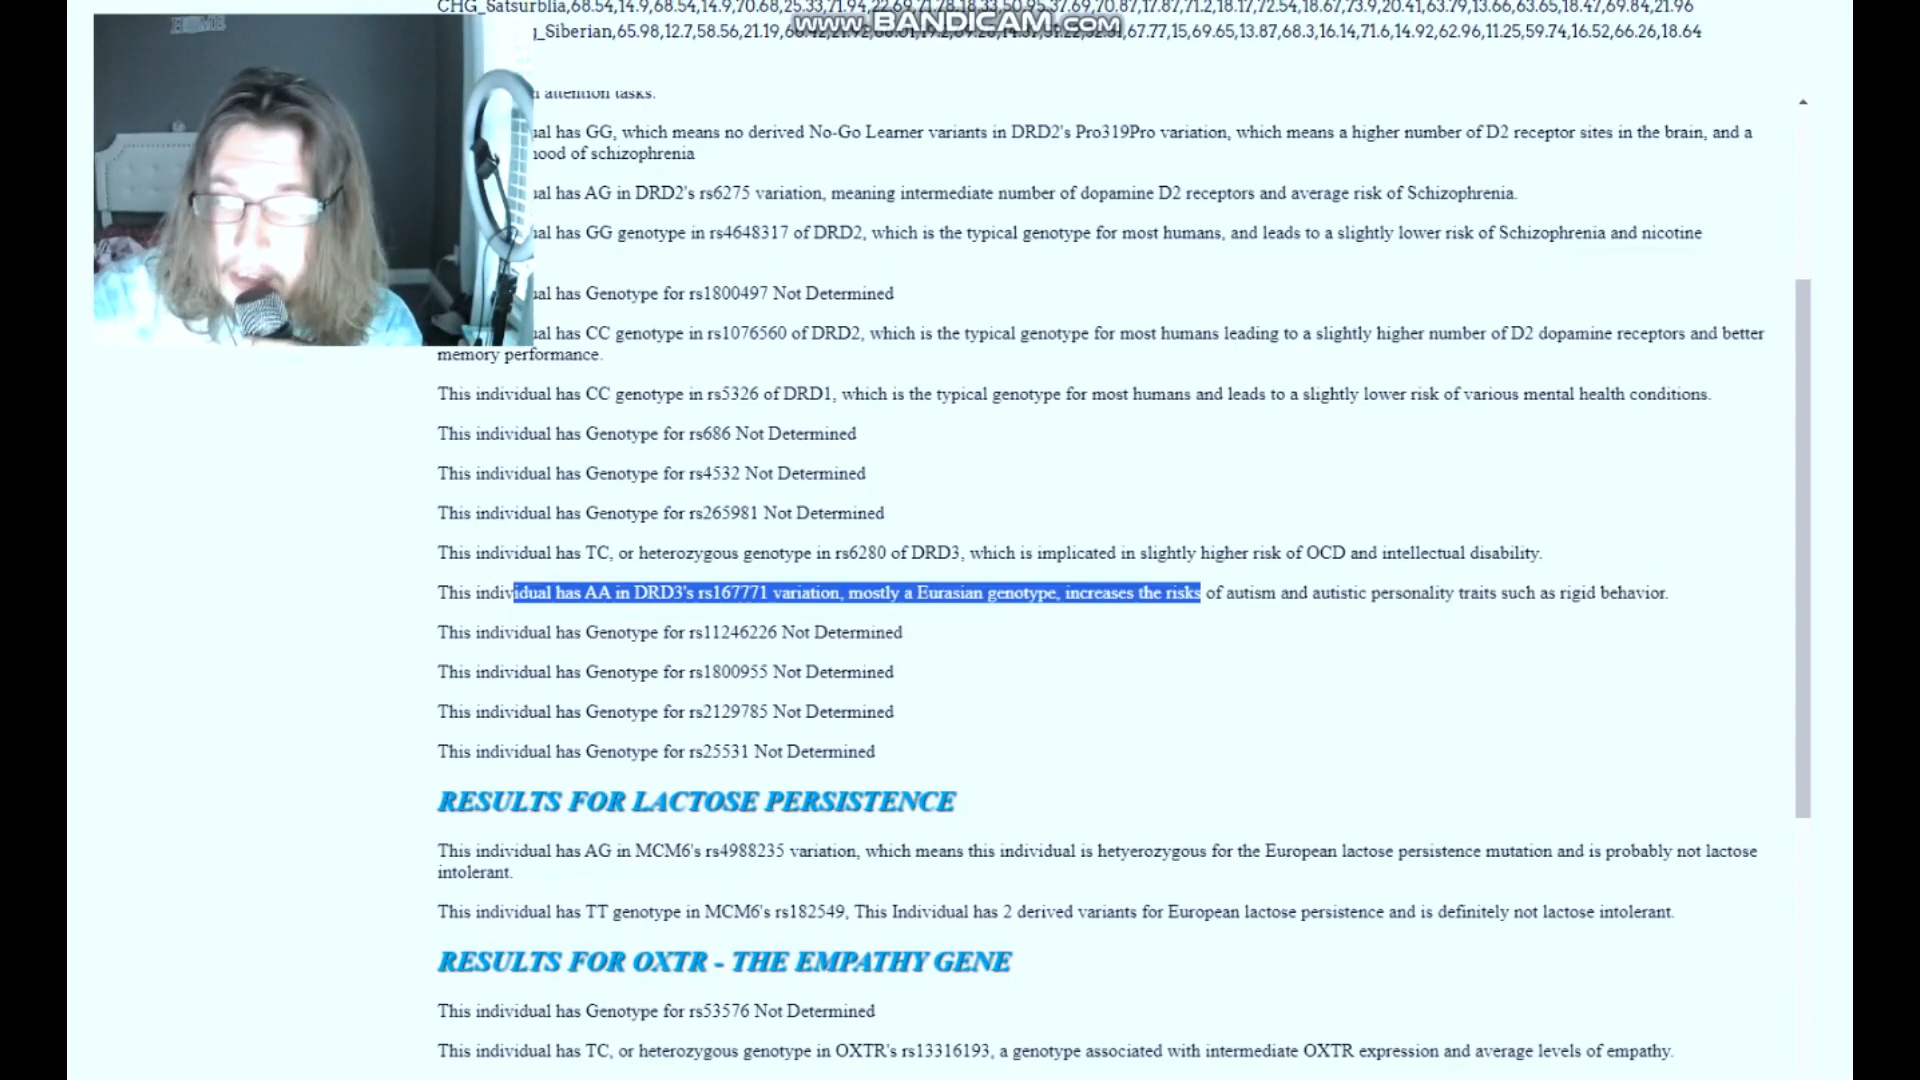 CHG_Satsurblia,68.54,14.9,68.54,14.9,70.68,25.33,71.94,22.69,71.78,18.33,50.95,37.69,70.87,17.87,71.2,18.17,72.54,18.67,73.9,20.41,63.79,13.66,63.65,18.47,69.84,21.96
www.BANDICAM.com
HOME
_Siberian,65.98,12.7,58.56,21.19,67.77,15,69.65,13.87,68.3,16.14,71.6,14.92,62.96,11.25,59.74,16.52,66.26,18.64
attention tasks.
ual has GG, which means no derived No-Go Learner variants in DRD2's Pro319Pro variation, which means a higher number of D2 receptor sites in the brain, and a
hood of schizophrenia
ual has AG in DRD2's rs6275 variation, meaning intermediate number of dopamine D2 receptors and average risk of Schizophrenia.
ual has GG genotype in rs4648317 of DRD2, which is the typical genotype for most humans, and leads to a slightly lower risk of Schizophrenia and nicotine
ual has Genotype for rs1800497 Not Determined
ual has CC genotype in rs1076560 of DRD2, which is the typical genotype for most humans leading to a slightly higher number of D2 dopamine receptors and better
memory performance.
This individual has CC genotype in rs5326 of DRD1, which is the typical genotype for most humans and leads to a slightly lower risk of various mental health conditions.
This individual has Genotype for rs686 Not Determined
This individual has Genotype for rs4532 Not Determined
This individual has Genotype for rs265981 Not Determined
This individual has TC, or heterozygous genotype in rs6280 of DRD3, which is implicated in slightly higher risk of OCD and intellectual disability.
This individual has AA in DRD3's rs167771 variation, mostly a Eurasian genotype, increases the risks of autism and autistic personality traits such as rigid behavior.
This individual has Genotype for rs11246226 Not Determined
This individual has Genotype for rs1800955 Not Determined
This individual has Genotype for rs2129785 Not Determined
This individual has Genotype for rs25531 Not Determined
RESULTS FOR LACTOSE PERSISTENCE
This individual has AG in MCM6's rs4988235 variation, which means this individual is hetyerozygous for the European lactose persistence mutation and is probably not lactose
intolerant.
This individual has TT genotype in MCM6's rs182549, This Individual has 2 derived variants for European lactose persistence and is definitely not lactose intolerant.
RESULTS FOR OXTR - THE EMPATHY GENE
This individual has Genotype for rs53576 Not Determined
This individual has TC, or heterozygous genotype in OXTR's rs13316193, a genotype associated with intermediate OXTR expression and average levels of empathy.